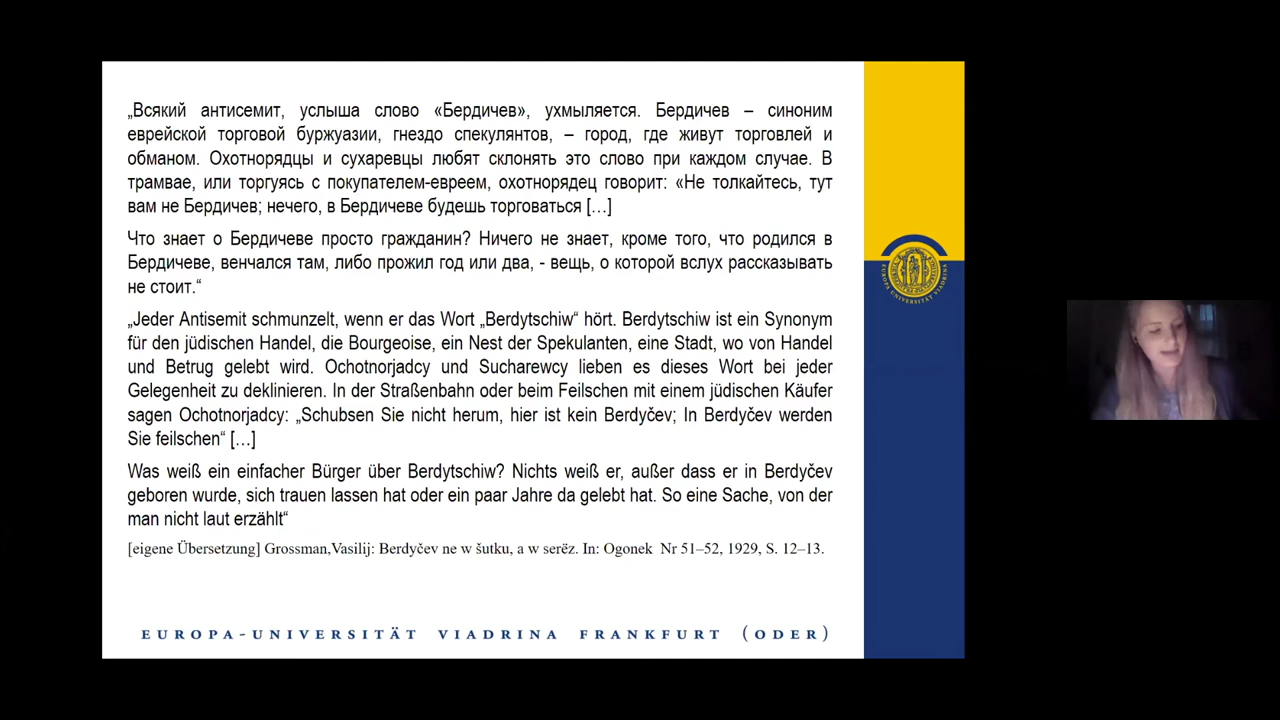 „Всякий антисемит, услыша слово «Бердичев», ухмыляется. Бердичев – синоним
еврейской торговой буржуазии, гнездо спекулянтов, – город, где живут торговлей и
обманом. Охотнорядцы и сухаревцы любят склонять это слово при каждом случае. В
трамвае, или торгуясь с покупателем-евреем, охотнорядец говорит: «Не толкайтесь, тут
вам не Бердичев; нечего, в Бердичеве будешь торговаться […]
Что знает о Бердичеве просто гражданин? Ничего не знает, кроме того, что родился в
Бердичеве, венчался там, либо прожил год или два, - вещь, о которой вслух рассказывать
не стоит.“
„Jeder Antisemit schmunzelt, wenn er das Wort „Berdytschiw“ hört. Berdytschiw ist ein Synonym
für den jüdischen Handel, die Bourgeoise, ein Nest der Spekulanten, eine Stadt, wo von Handel
und Betrug gelebt wird. Ochotnorjadcy und Sucharewcy lieben es dieses Wort bei jeder
Gelegenheit zu deklinieren. In der Straßenbahn oder beim Feilschen mit einem jüdischen Käufer
sagen Ochotnorjadcy: „Schubsen Sie nicht herum, hier ist kein Berdyčev; In Berdyčev werden
Sie feilschen“ […]
Was weiß ein einfacher Bürger über Berdytschiw? Nichts weiß er, außer dass er in Berdyčev
geboren wurde, sich trauen lassen hat oder ein paar Jahre da gelebt hat. So eine Sache, von der
man nicht laut erzählt“
[eigene Übersetzung] Grossman,Vasilij: Berdyčev ne w šutku, a w serëz. In: Ogonek Nr 51–52, 1929, S. 12–13.
EUROPA-UNIVERSITÄT VIADRINA FRANKFURT (ODER)
EUROPA UNIVERSITÄT VIADRINA